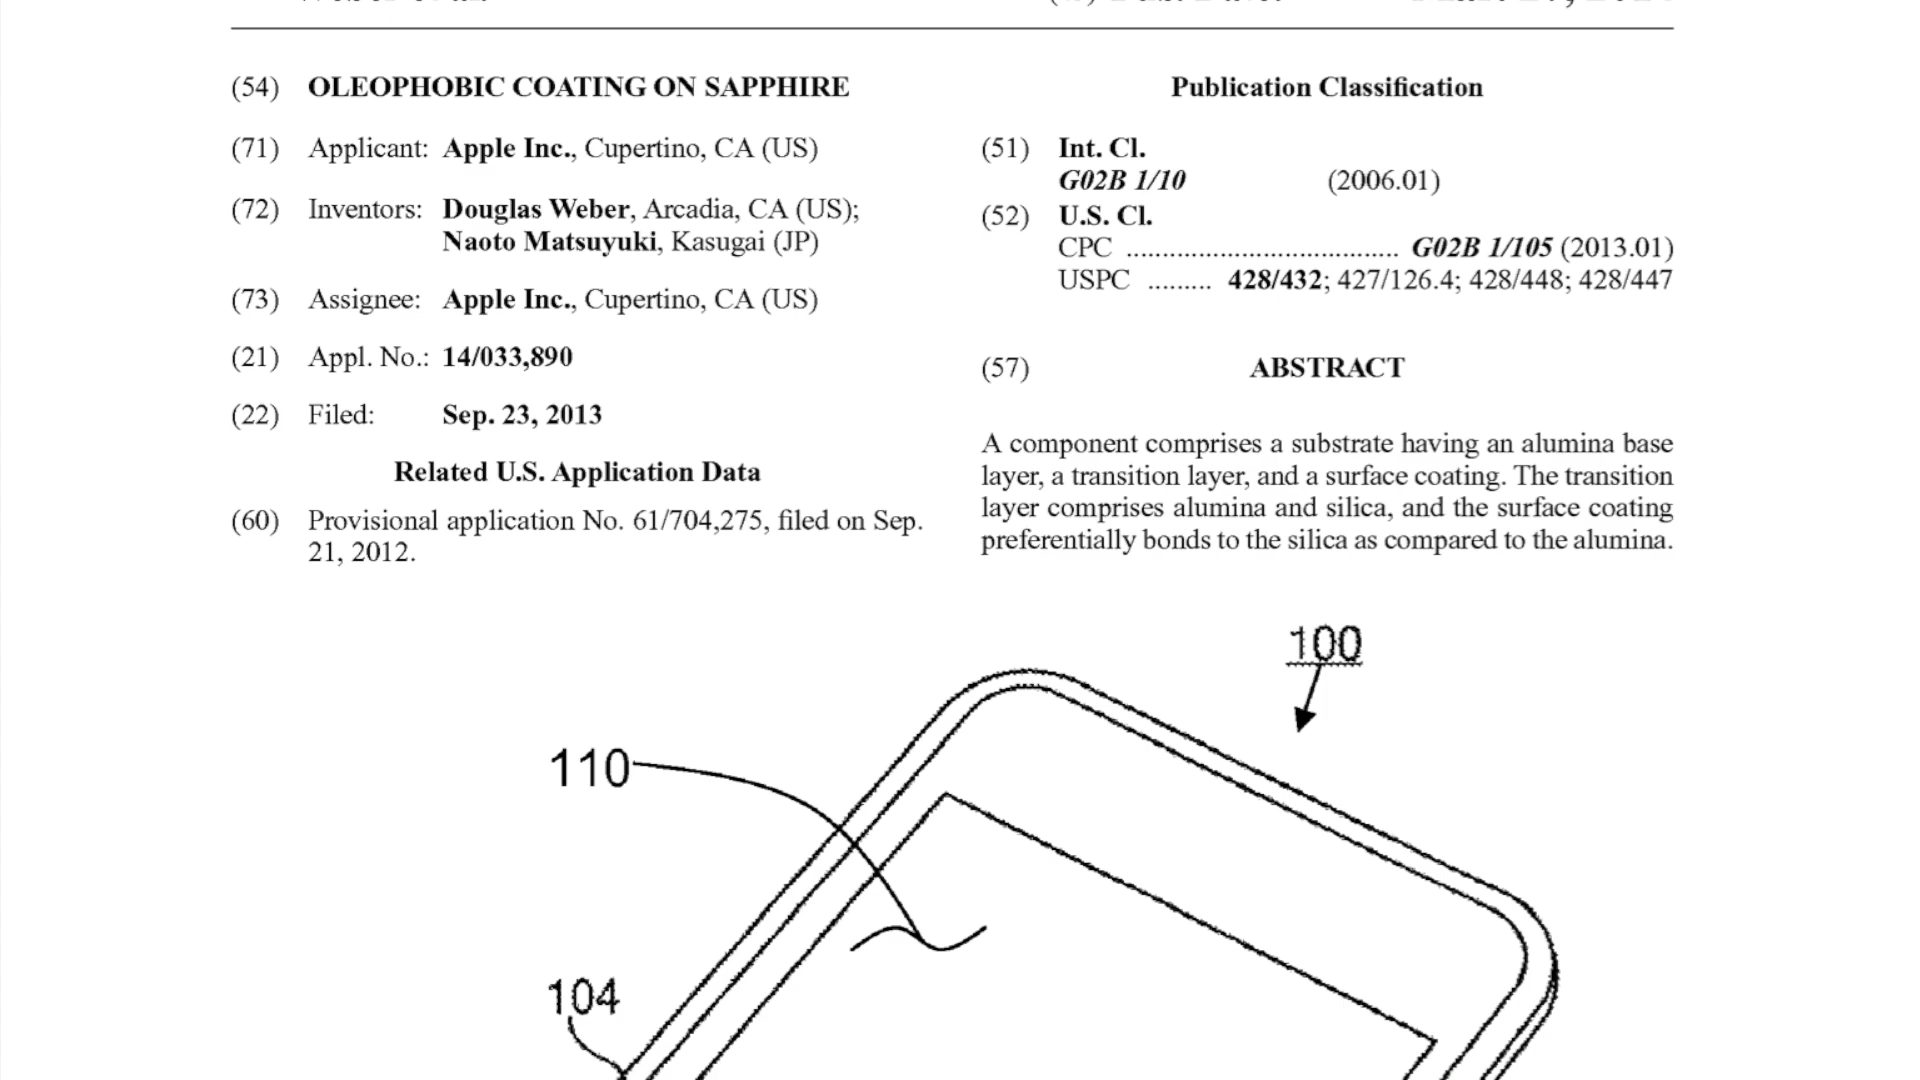 (54) OLEOPHOBIC COATING ON SAPPHIRE
(71) Applicant: Apple Inc., Cupertino, CA (US)
(72) Inventors: Douglas Weber, Arcadia, CA (US);
Naoto Matsuyuki, Kasugai (JP)
(73) Assignee: Apple Inc., Cupertino, CA (US)
(21) Appl. No.: 14/033,890
(22) Filed: Sep. 23, 2013
Related U.S. Application Data
(60) Provisional application No. 61/704,275, filed on Sep.
21, 2012.
Publication Classification
(51) Int. Cl.
G02B 1/10 (2006.01)
(52) U.S. Cl.
CPC ...................................... G02B 1/105 (2013.01)
USPC ......... 428/432; 427/126.4; 428/448; 428/447
(57) ABSTRACT
A component comprises a substrate having an alumina base
layer, a transition layer, and a surface coating. The transition
layer comprises alumina and silica, and the surface coating
preferentially bonds to the silica as compared to the alumina.
100
110
104